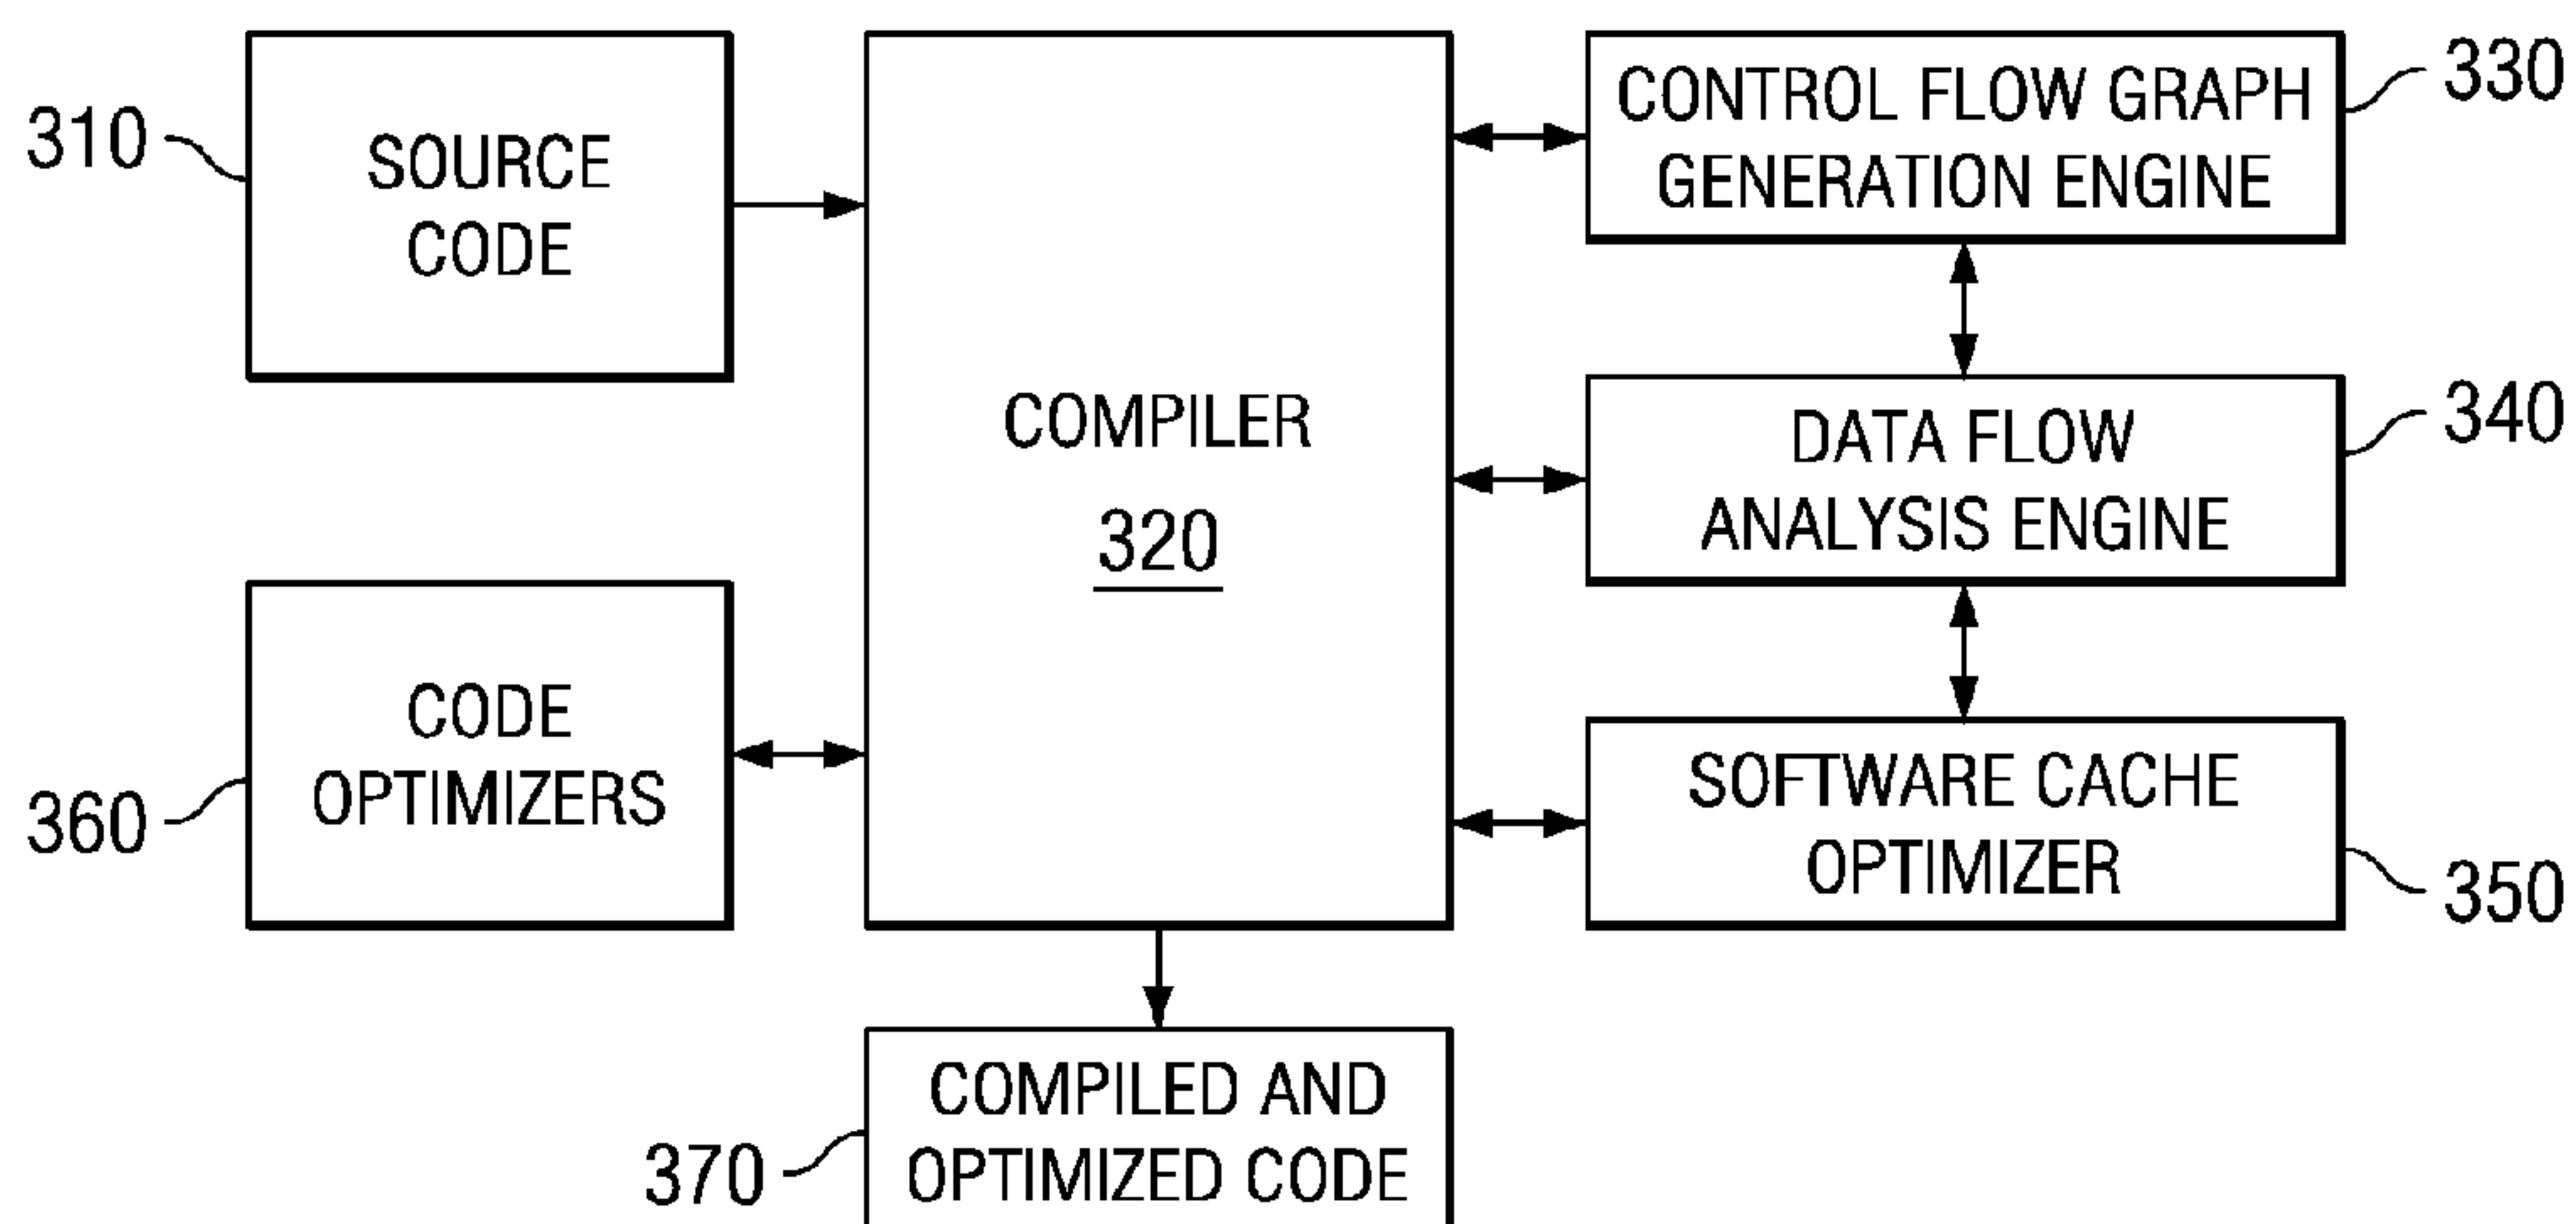 310
SOURCE
CODE
COMPILER
320
CONTROL FLOW GRAPH
GENERATION ENGINE
330
DATA FLOW
ANALYSIS ENGINE
340
SOFTWARE CACHE
OPTIMIZER
350
CODE
OPTIMIZERS
360
COMPILED AND
OPTIMIZED CODE
370